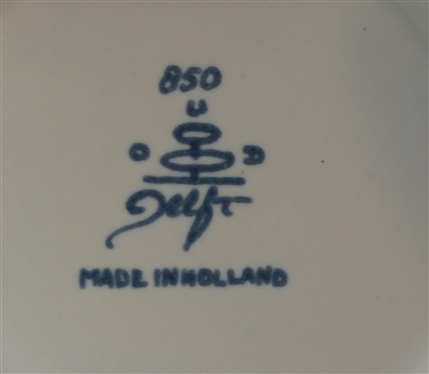 850
U
O D
Delft
MADE IN HOLLAND